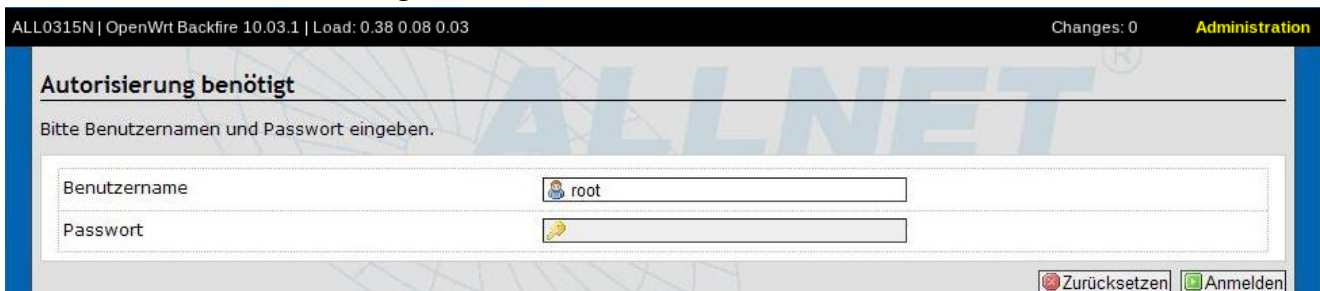 ALL0315N | OpenWrt Backfire 10.03.1 | Load: 0.38 0.08 0.03 Changes: 0 Administration
ALLNET®
Autorisierung benötigt
Bitte Benutzernamen und Passwort eingeben.
Benutzername root
Passwort
Zurücksetzen Anmelden